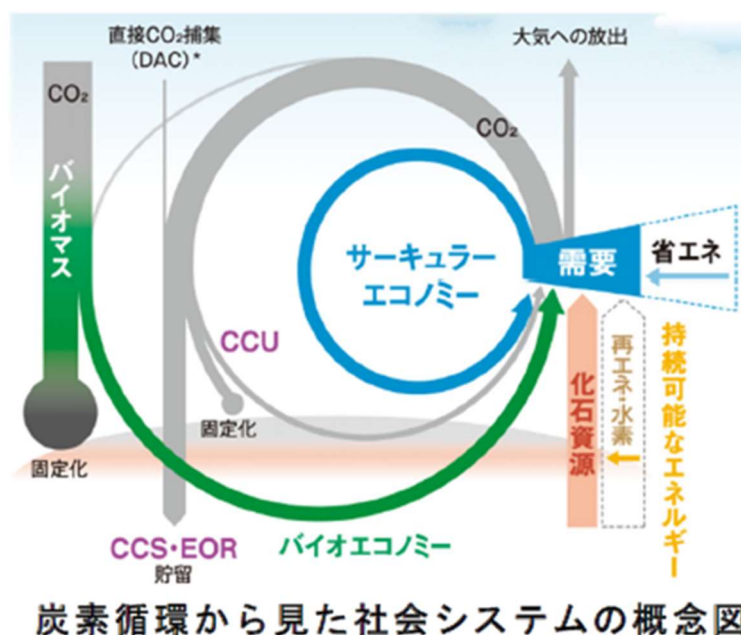 直接CO₂捕集
(DAC)*
大気への放出
CO₂
バイオマス
CO₂
サーキュラー
エコノミー
需要
省エネ
CCU
固定化
固定化
化石資源
再エネ・水素
持続可能なエネルギー
CCS・EOR
貯留
バイオエコノミー
炭素循環から見た社会システムの概念図